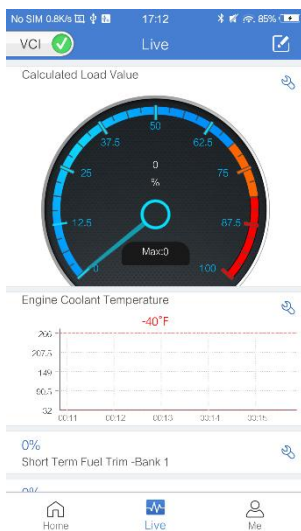 No SIM 0.8K/s 17:12 85%
VCI Live
Calculated Load Value
50
37.5 62.5
0
25 75
%
12.5 87.5
Max:0
0 100
Engine Coolant Temperature
-40°F
266
207.5
149
90.5
32
00:11 00:12 00:13 00:14 00:15
0%
Short Term Fuel Trim -Bank 1
0%
Home Live Me